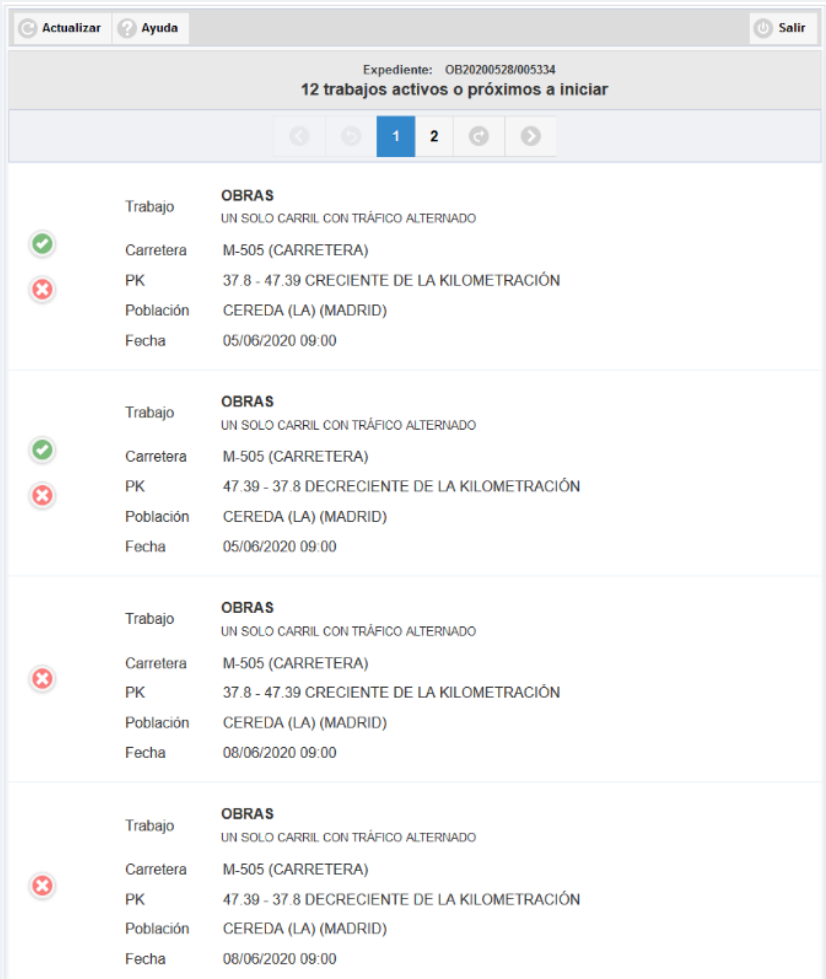 Actualizar Ayuda Salir
Expediente: OB20200528/005334
12 trabajos activos o próximos a iniciar
1 2
Trabajo OBRAS
UN SOLO CARRIL CON TRÁFICO ALTERNADO
Carretera M-505 (CARRETERA)
PK 37.8 - 47.39 CRECIENTE DE LA KILOMETRACIÓN
Población CEREDA (LA) (MADRID)
Fecha 05/06/2020 09:00
Trabajo OBRAS
UN SOLO CARRIL CON TRÁFICO ALTERNADO
Carretera M-505 (CARRETERA)
PK 47.39 - 37.8 DECRECIENTE DE LA KILOMETRACIÓN
Población CEREDA (LA) (MADRID)
Fecha 05/06/2020 09:00
Trabajo OBRAS
UN SOLO CARRIL CON TRÁFICO ALTERNADO
Carretera M-505 (CARRETERA)
PK 37.8 - 47.39 CRECIENTE DE LA KILOMETRACIÓN
Población CEREDA (LA) (MADRID)
Fecha 08/06/2020 09:00
Trabajo OBRAS
UN SOLO CARRIL CON TRÁFICO ALTERNADO
Carretera M-505 (CARRETERA)
PK 47.39 - 37.8 DECRECIENTE DE LA KILOMETRACIÓN
Población CEREDA (LA) (MADRID)
Fecha 08/06/2020 09:00